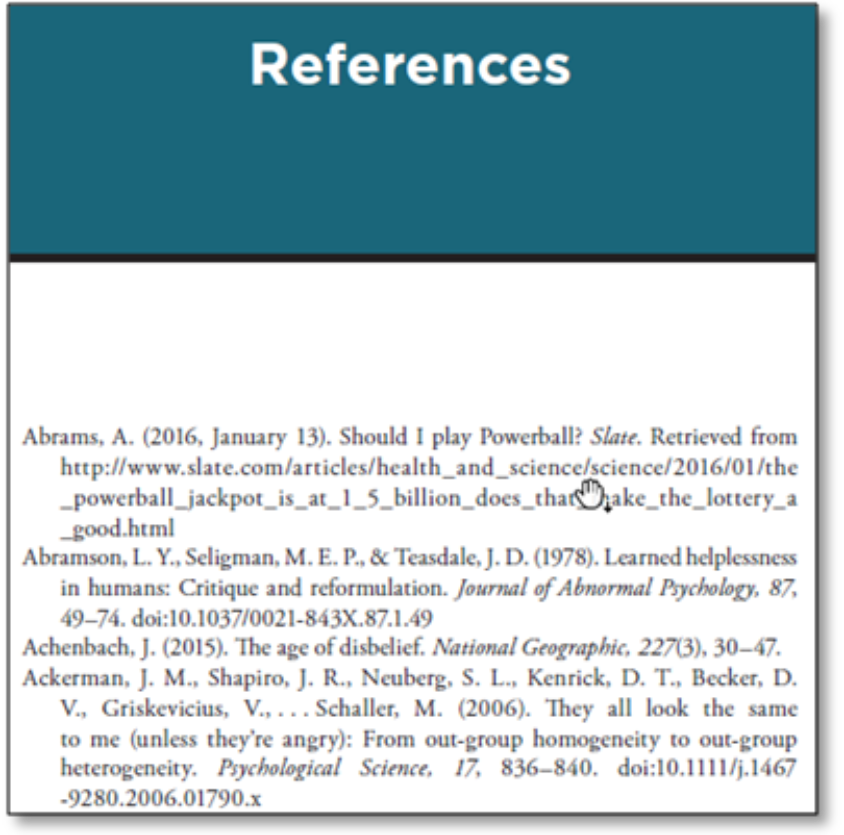 References
Abrams, A. (2016, January 13). Should I play Powerball? Slate. Retrieved from
http://www.slate.com/articles/health_and_science/science/2016/01/the
_powerball_jackpot_is_at_1_5_billion_does_that ake_the_lottery_a
_good.html
Abramson, L. Y., Seligman, M. E. P., & Teasdale, J. D. (1978). Learned helplessness
in humans: Critique and reformulation. Journal of Abnormal Psychology, 87,
49–74. doi:10.1037/0021-843X.87.1.49
Achenbach, J. (2015). The age of disbelief. National Geographic, 227(3), 30–47.
Ackerman, J. M., Shapiro, J. R., Neuberg, S. L., Kenrick, D. T., Becker, D.
V., Griskevicius, V., . . . Schaller, M. (2006). They all look the same
to me (unless they're angry): From out-group homogeneity to out-group
heterogeneity. Psychological Science, 17, 836–840. doi:10.1111/j.1467
-9280.2006.01790.x